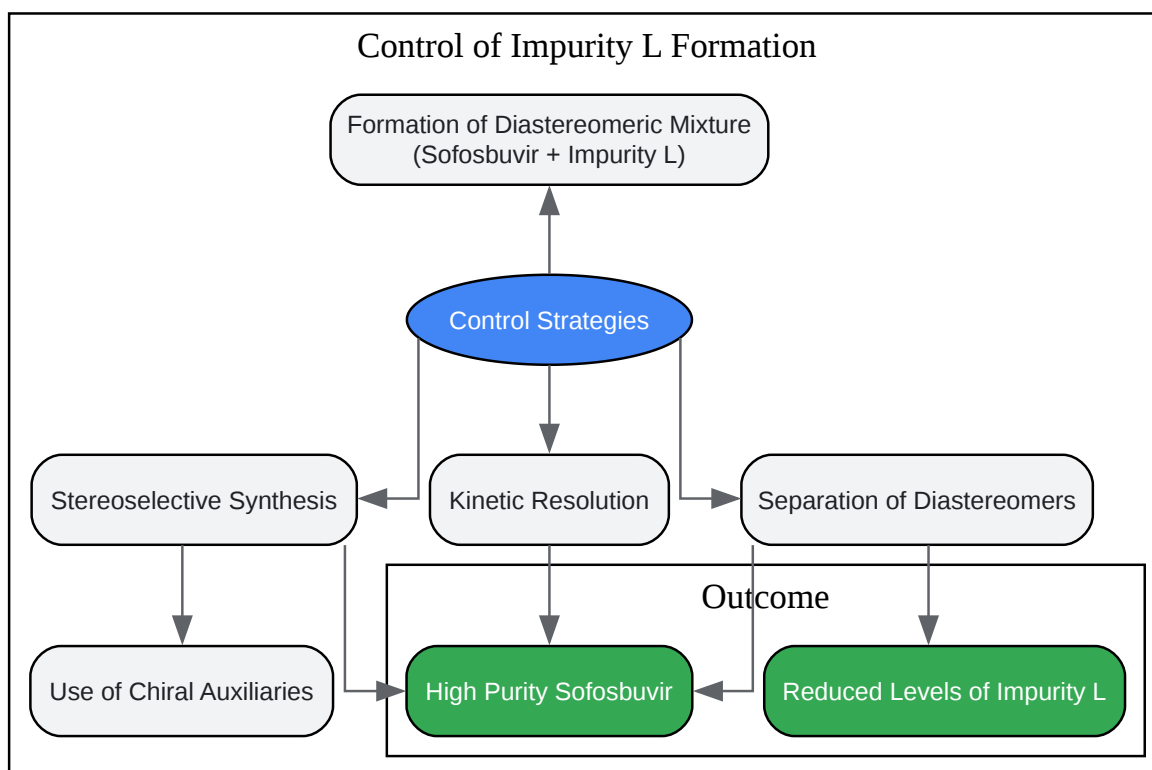 Control of Impurity L Formation
Formation of Diastereomeric Mixture
(Sofosbuvir + Impurity L)
Control Strategies
Stereoselective Synthesis
Kinetic Resolution
Separation of Diastereomers
Outcome
Use of Chiral Auxiliaries
High Purity Sofosbuvir
Reduced Levels of Impurity L